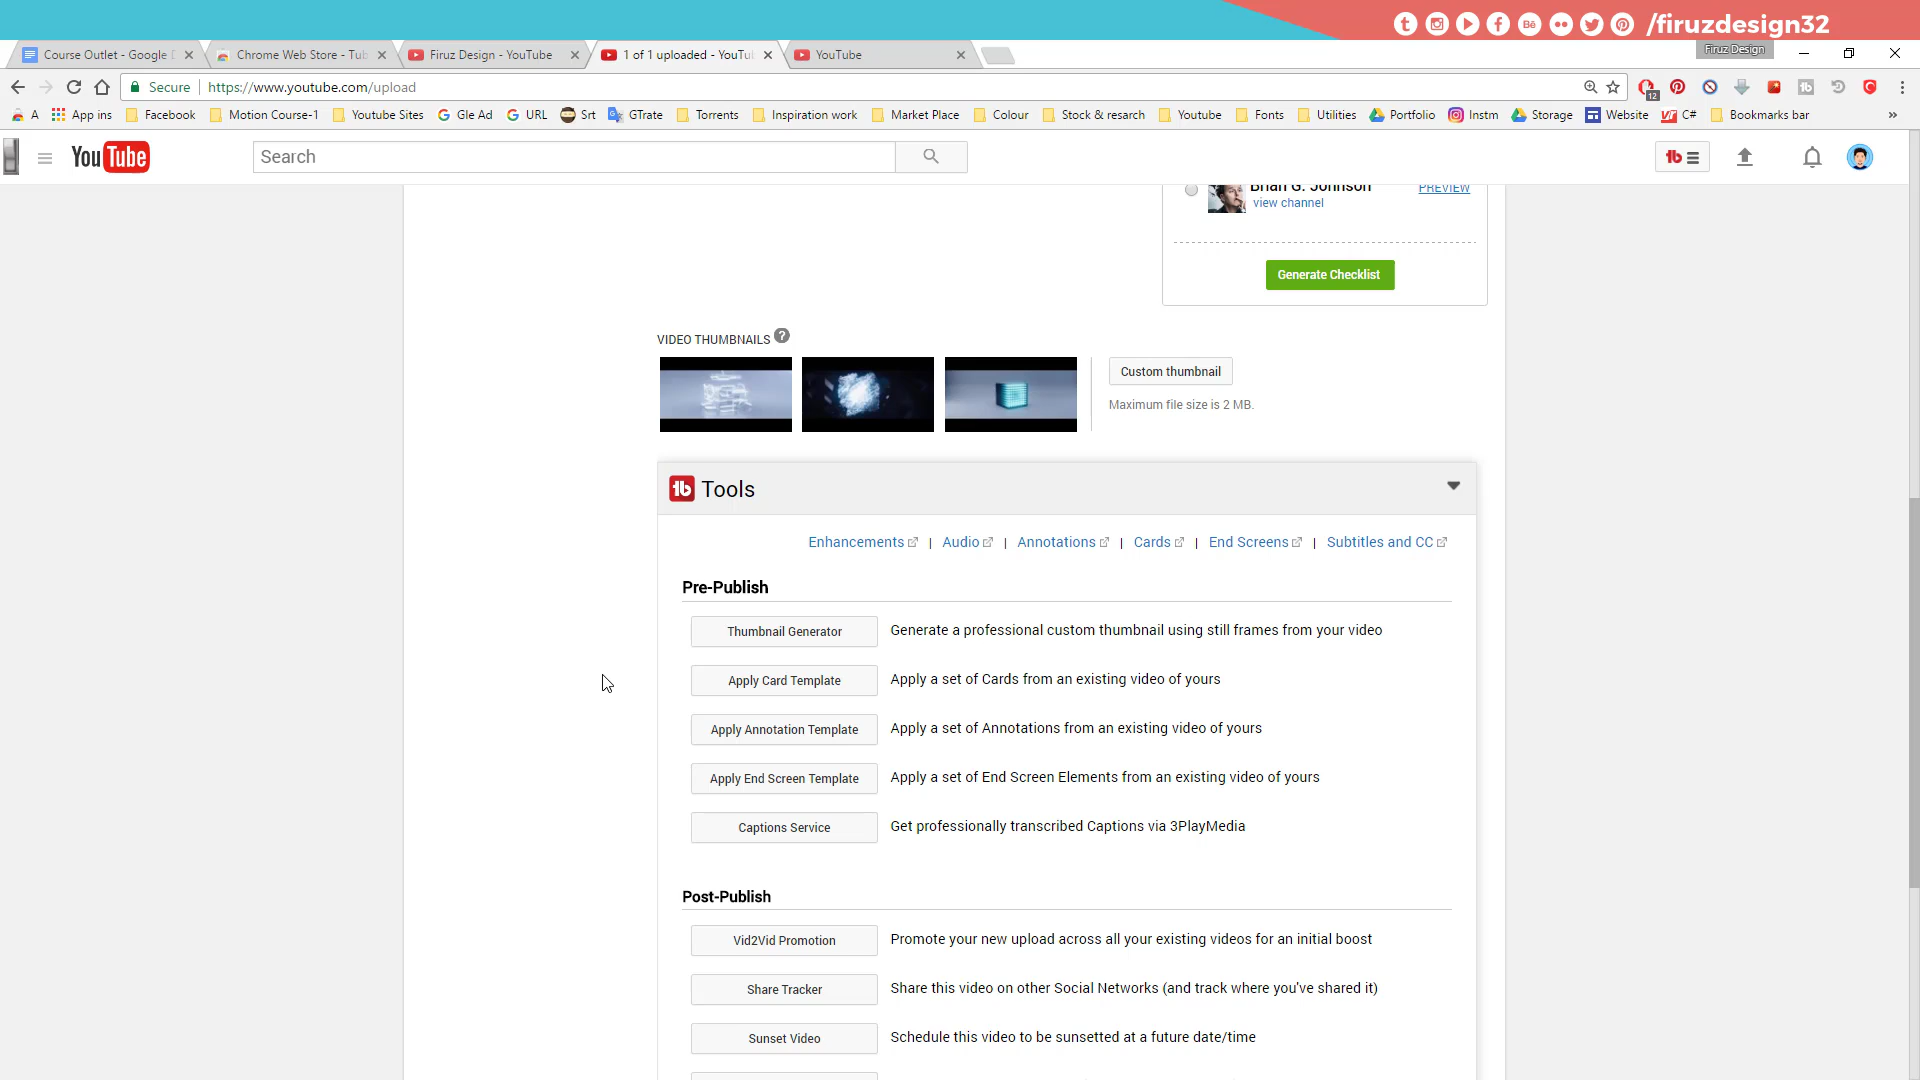 /firuzdesign32
Firuz Design
Course Outlet - Google D
Chrome Web Store - Tub
Firuz Design - YouTube
1 of 1 uploaded - YouTu
YouTube
Secure
https://www.youtube.com/upload
12
A
App ins
Facebook
Motion Course-1
Youtube Sites
Gle Ad
URL
Srt
GTrate
Torrents
Inspiration work
Market Place
Colour
Stock & resarch
Youtube
Fonts
Utilities
Portfolio
Instm
Storage
Website
C#
Bookmarks bar
YouTube
Search
Brian G. Johnson
PREVIEW
view channel
Generate Checklist
VIDEO THUMBNAILS ?
Custom thumbnail
Maximum file size is 2 MB.
Tools
Enhancements | Audio | Annotations | Cards | End Screens | Subtitles and CC
Pre-Publish
Thumbnail Generator Generate a professional custom thumbnail using still frames from your video
Apply Card Template Apply a set of Cards from an existing video of yours
Apply Annotation Template Apply a set of Annotations from an existing video of yours
Apply End Screen Template Apply a set of End Screen Elements from an existing video of yours
Captions Service Get professionally transcribed Captions via 3PlayMedia
Post-Publish
Vid2Vid Promotion Promote your new upload across all your existing videos for an initial boost
Share Tracker Share this video on other Social Networks (and track where you've shared it)
Sunset Video Schedule this video to be sunsetted at a future date/time